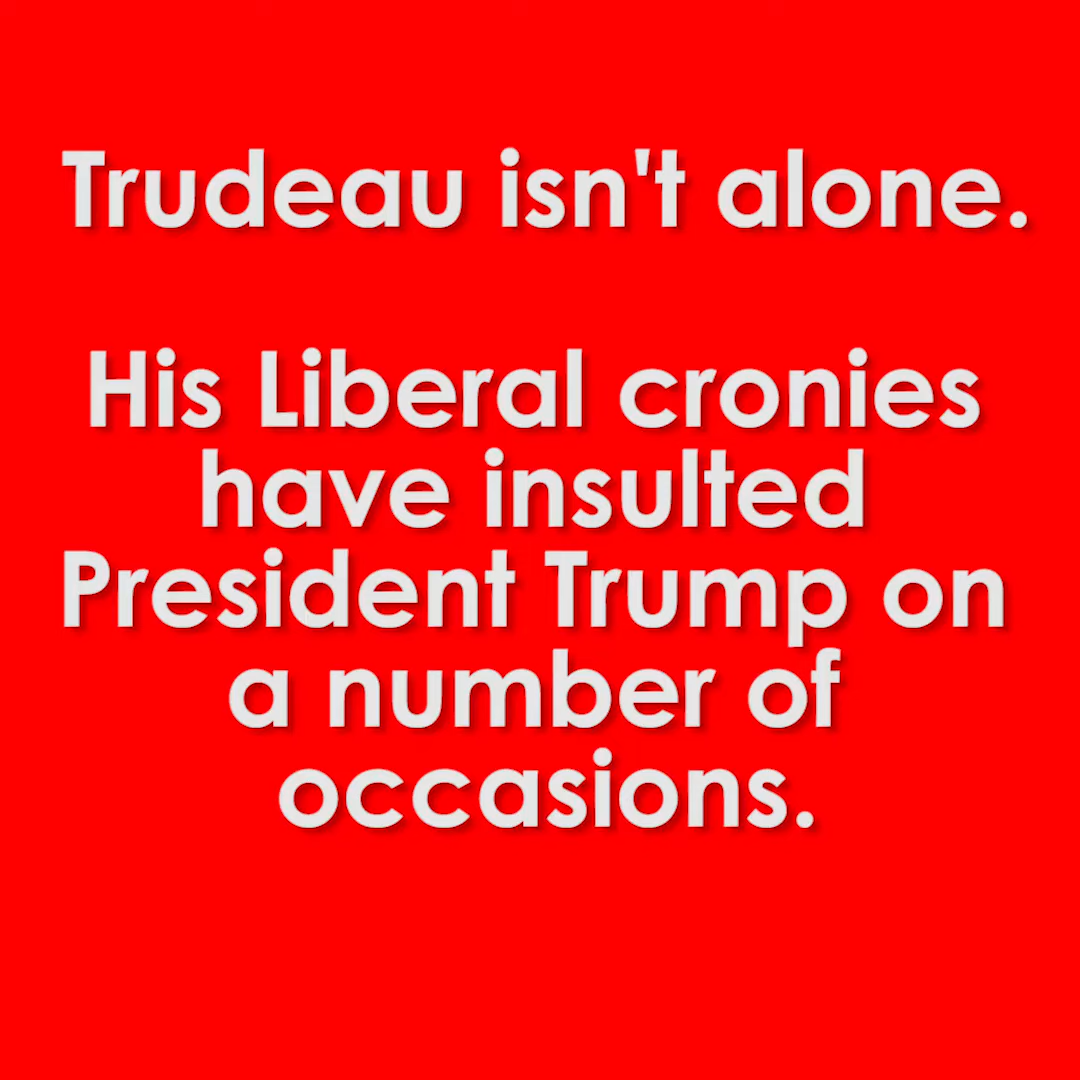 Trudeau isn't alone.
His Liberal cronies
have insulted
President Trump on
a number of
occasions.